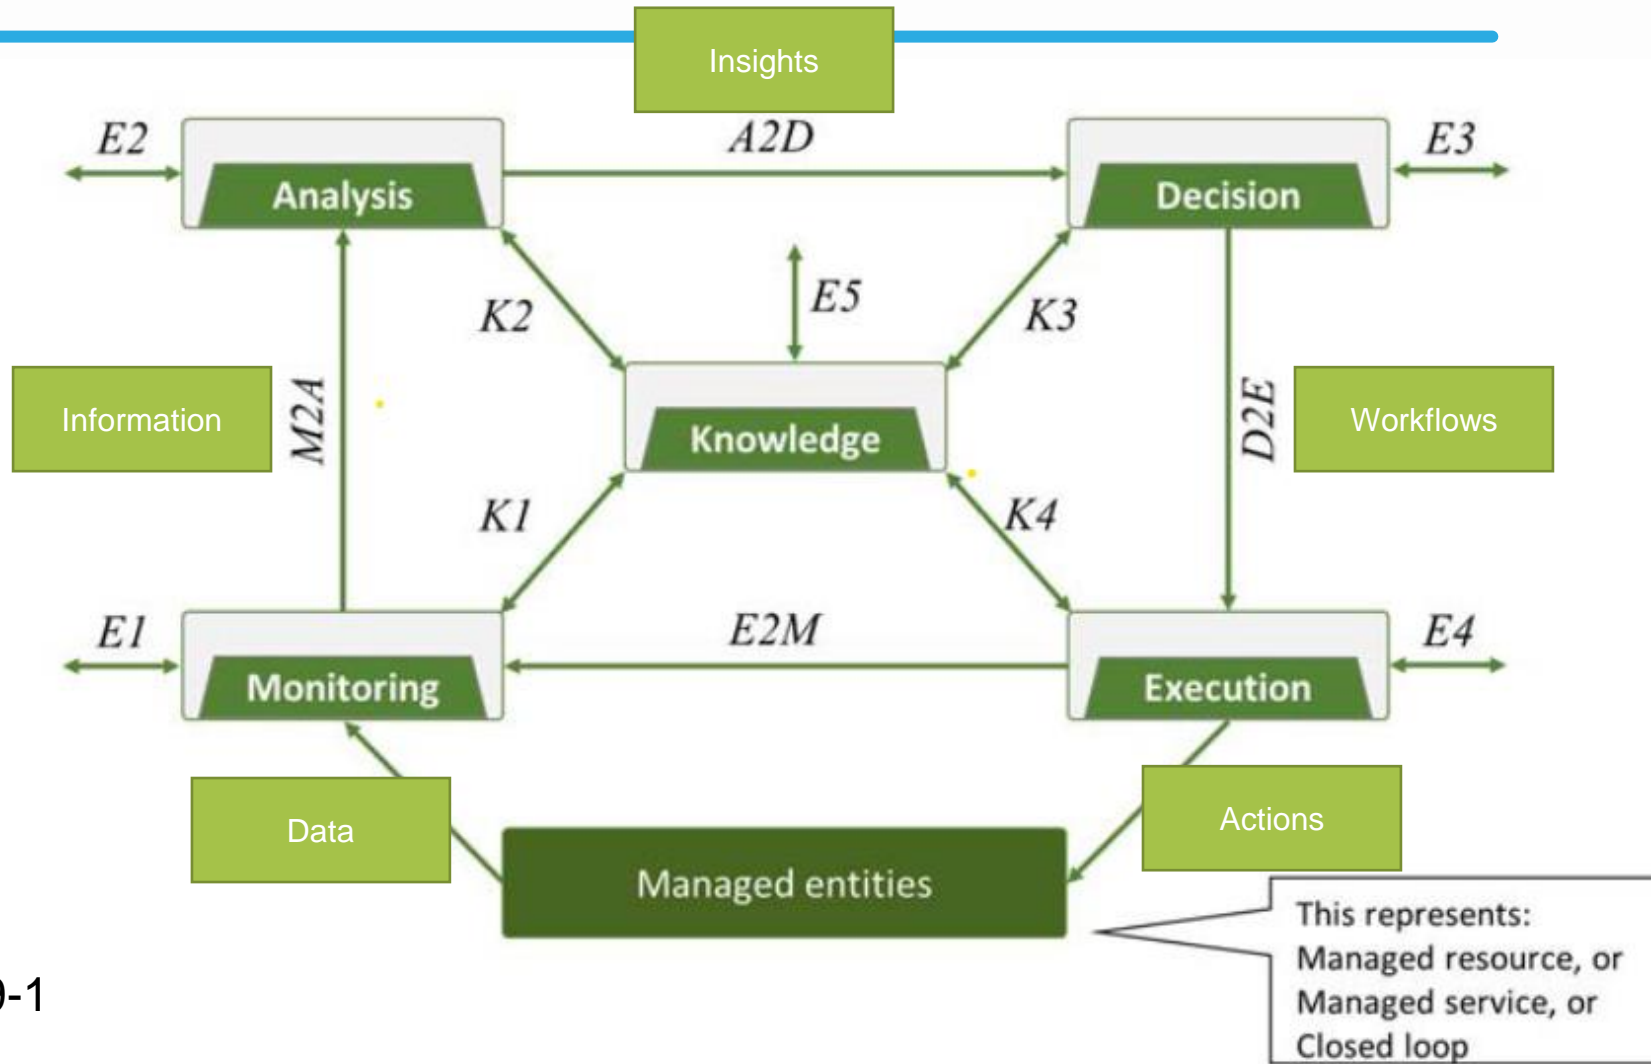 Insights
E2
A2D
E3
Analysis
Decision
K2
E5
K3
Information
M2A
Knowledge
D2E
Workflows
K1
K4
E1
E2M
E4
Monitoring
Execution
Data
Actions
Managed entities
This represents:
Managed resource, or
Managed service, or
Closed loop
9-1